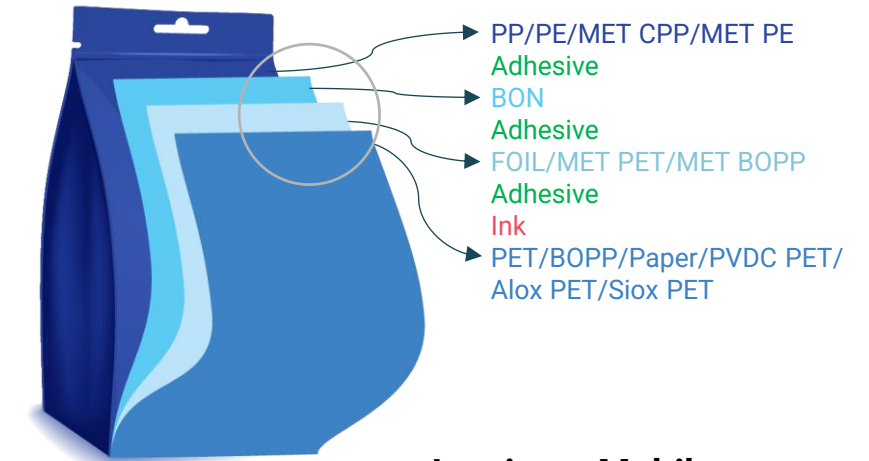 PP/PE/MET CPP/MET PE
Adhesive
BON
Adhesive
FOIL/MET PET/MET BOPP
Adhesive
Ink
PET/BOPP/Paper/PVDC PET/
Alox PET/Siox PET